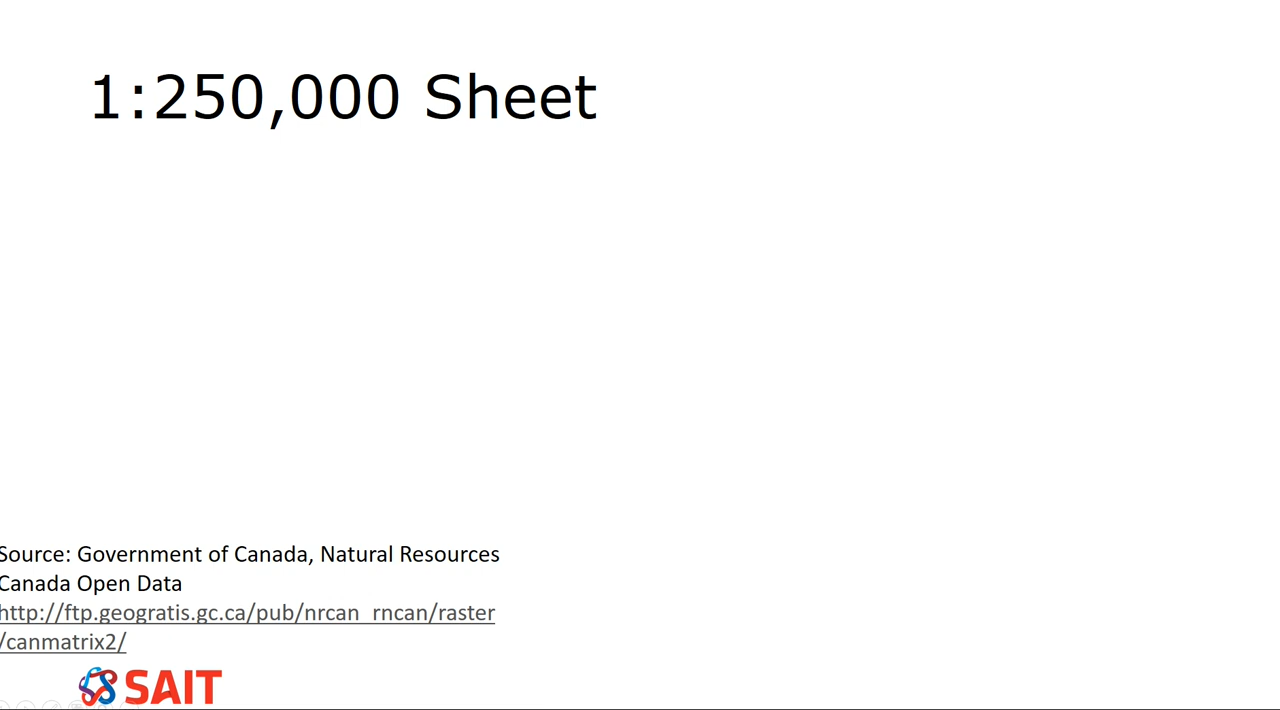 1:250,000 Sheet
Source: Government of Canada, Natural Resources
Canada Open Data
http://ftp.geogratis.gc.ca/pub/nrcan_rncan/raster
/canmatrix2/
SAIT